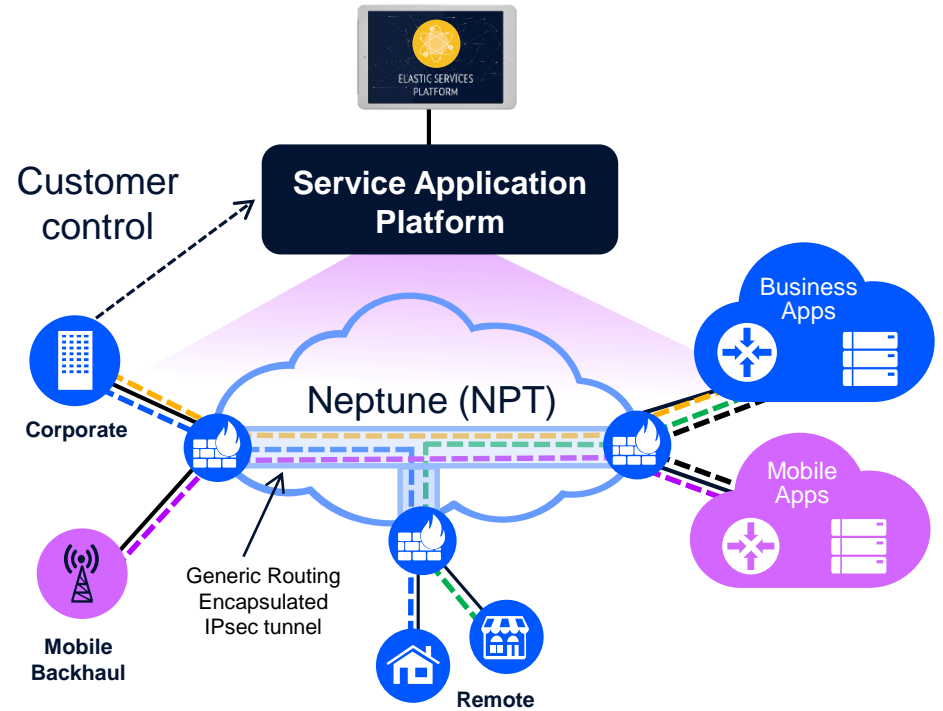 ELASTIC SERVICES
PLATFORM
Service Application
Platform
Customer
control
Business
Apps
Neptune (NPT)
Corporate
Mobile
Apps
Generic Routing
Encapsulated
IPsec tunnel
Mobile
Backhaul
Remote